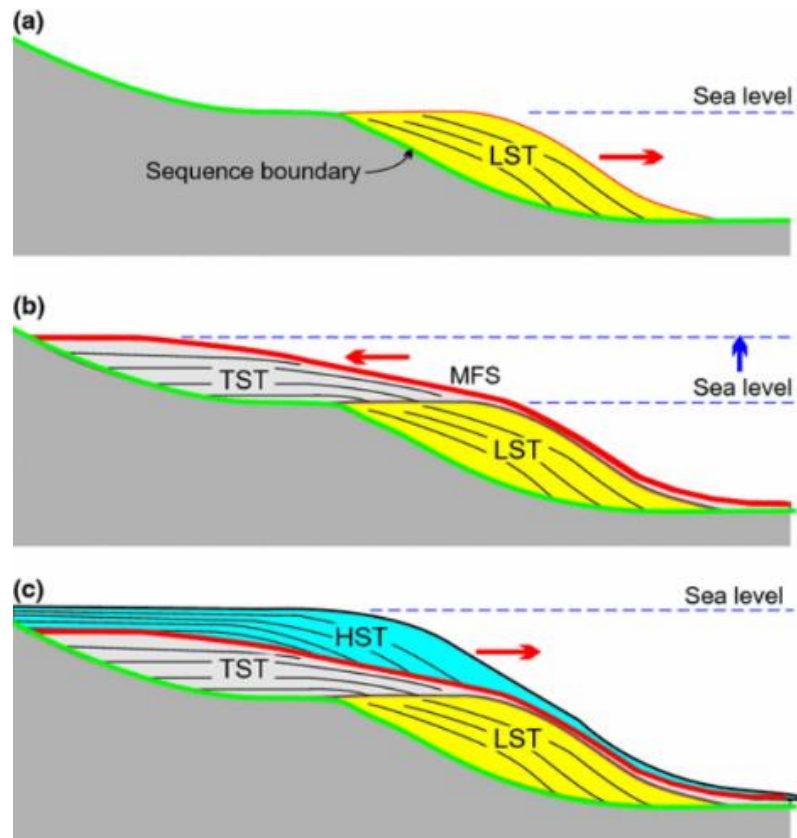 (a)
Sea level
LST
Sequence boundary
(b)
TST
MFS
Sea level
LST
(c)
Sea level
HST
TST
LST